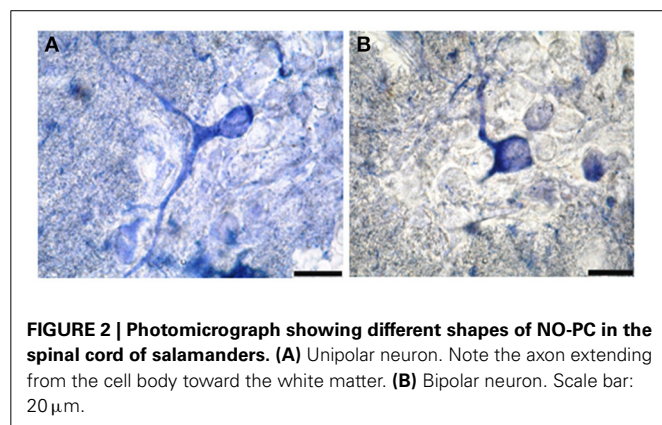 A
B
FIGURE 2 | Photomicrograph showing different shapes of NO-PC in the
spinal cord of salamanders. (A) Unipolar neuron. Note the axon extending
from the cell body toward the white matter. (B) Bipolar neuron. Scale bar:
20 μm.